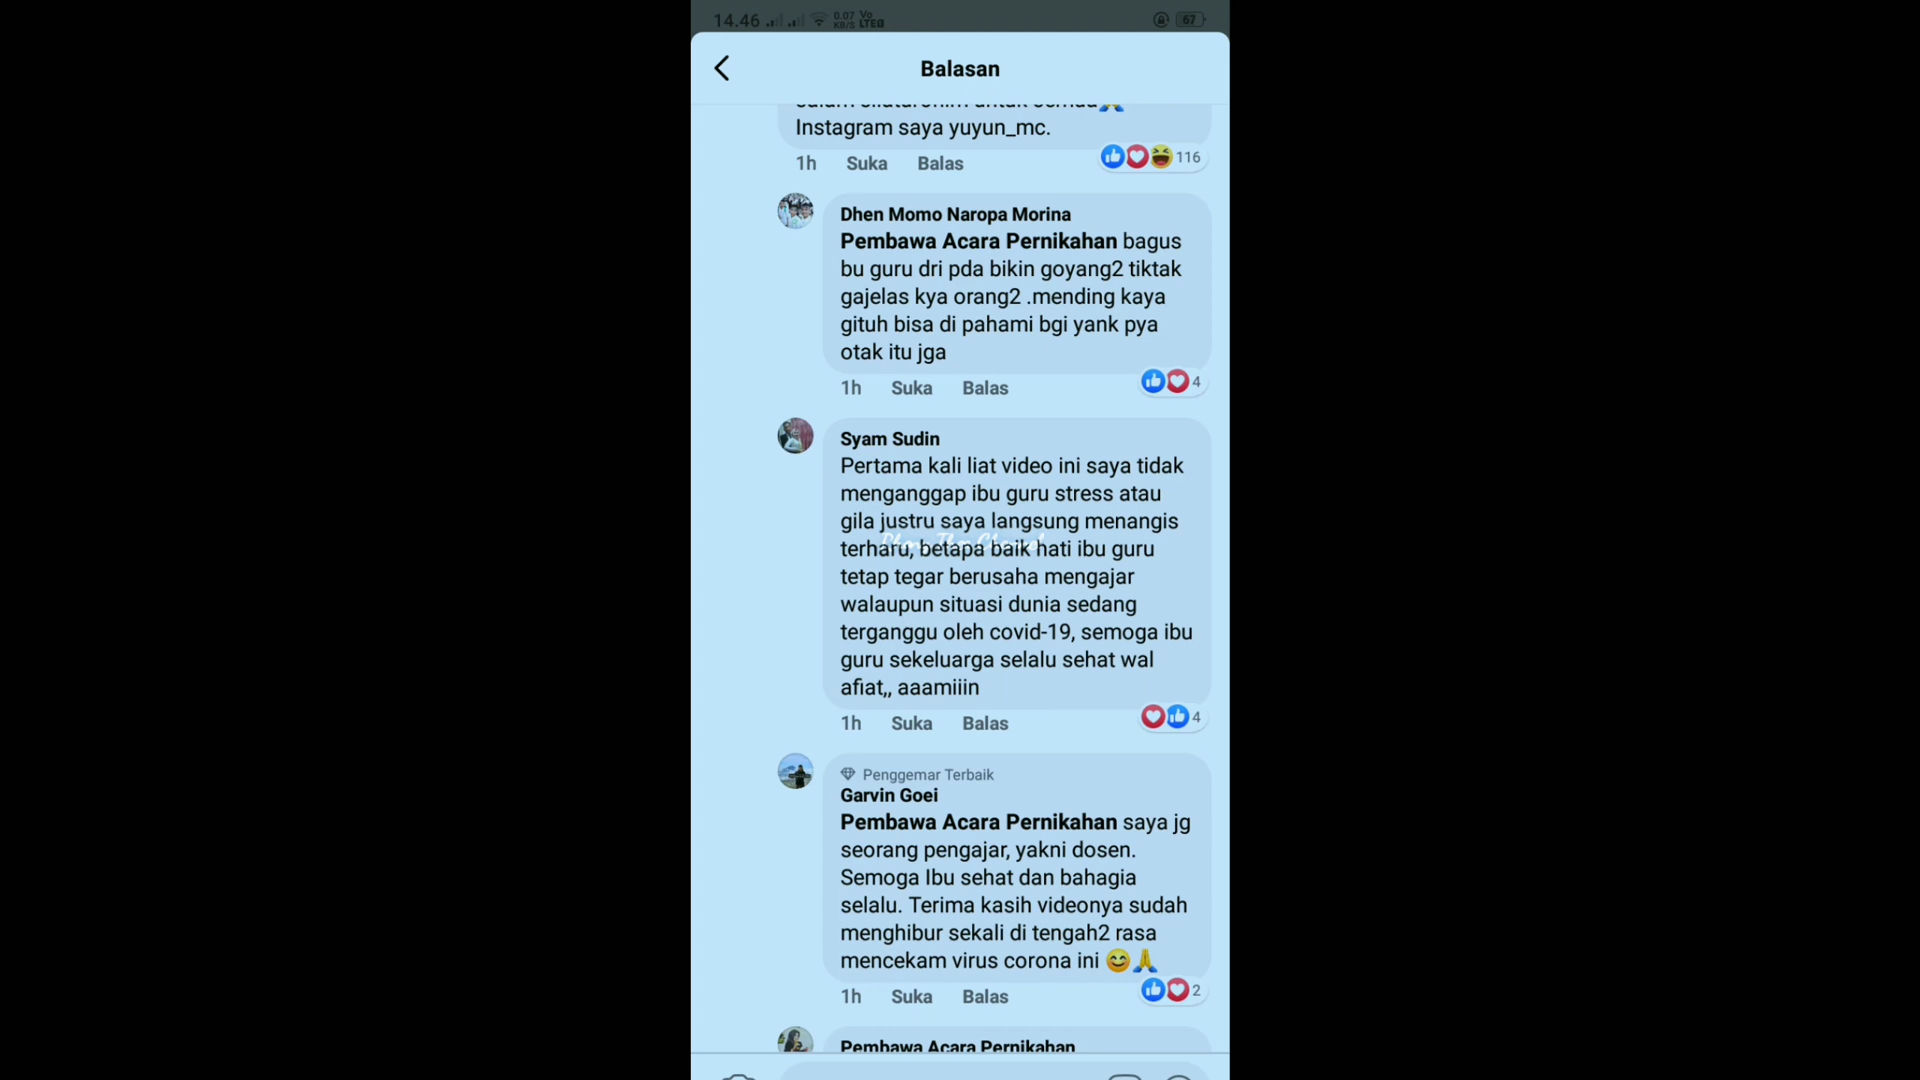 14.46
0.07
KB/S
Vo
LTE
67
Balasan
Instagram saya yuyun_mc.
1h Suka Balas 116
Dhen Momo Naropa Morina
Pembawa Acara Pernikahan bagus
bu guru dri pda bikin goyang2 tiktak
gajelas kya orang2 .mending kaya
gituh bisa di pahami bgi yank pya
otak itu jga
1h Suka Balas 4
Syam Sudin
Pertama kali liat video ini saya tidak
menganggap ibu guru stress atau
gila justru saya langsung menangis
terharu, betapa baik hati ibu guru
tetap tegar berusaha mengajar
walaupun situasi dunia sedang
terganggu oleh covid-19, semoga ibu
guru sekeluarga selalu sehat wal
afiat,, aaamiiin
1h Suka Balas 4
Penggemar Terbaik
Garvin Goei
Pembawa Acara Pernikahan saya jg
seorang pengajar, yakni dosen.
Semoga Ibu sehat dan bahagia
selalu. Terima kasih videonya sudah
menghibur sekali di tengah2 rasa
mencekam virus corona ini 😊🙏
1h Suka Balas 2
Pembawa Acara Pernikahan